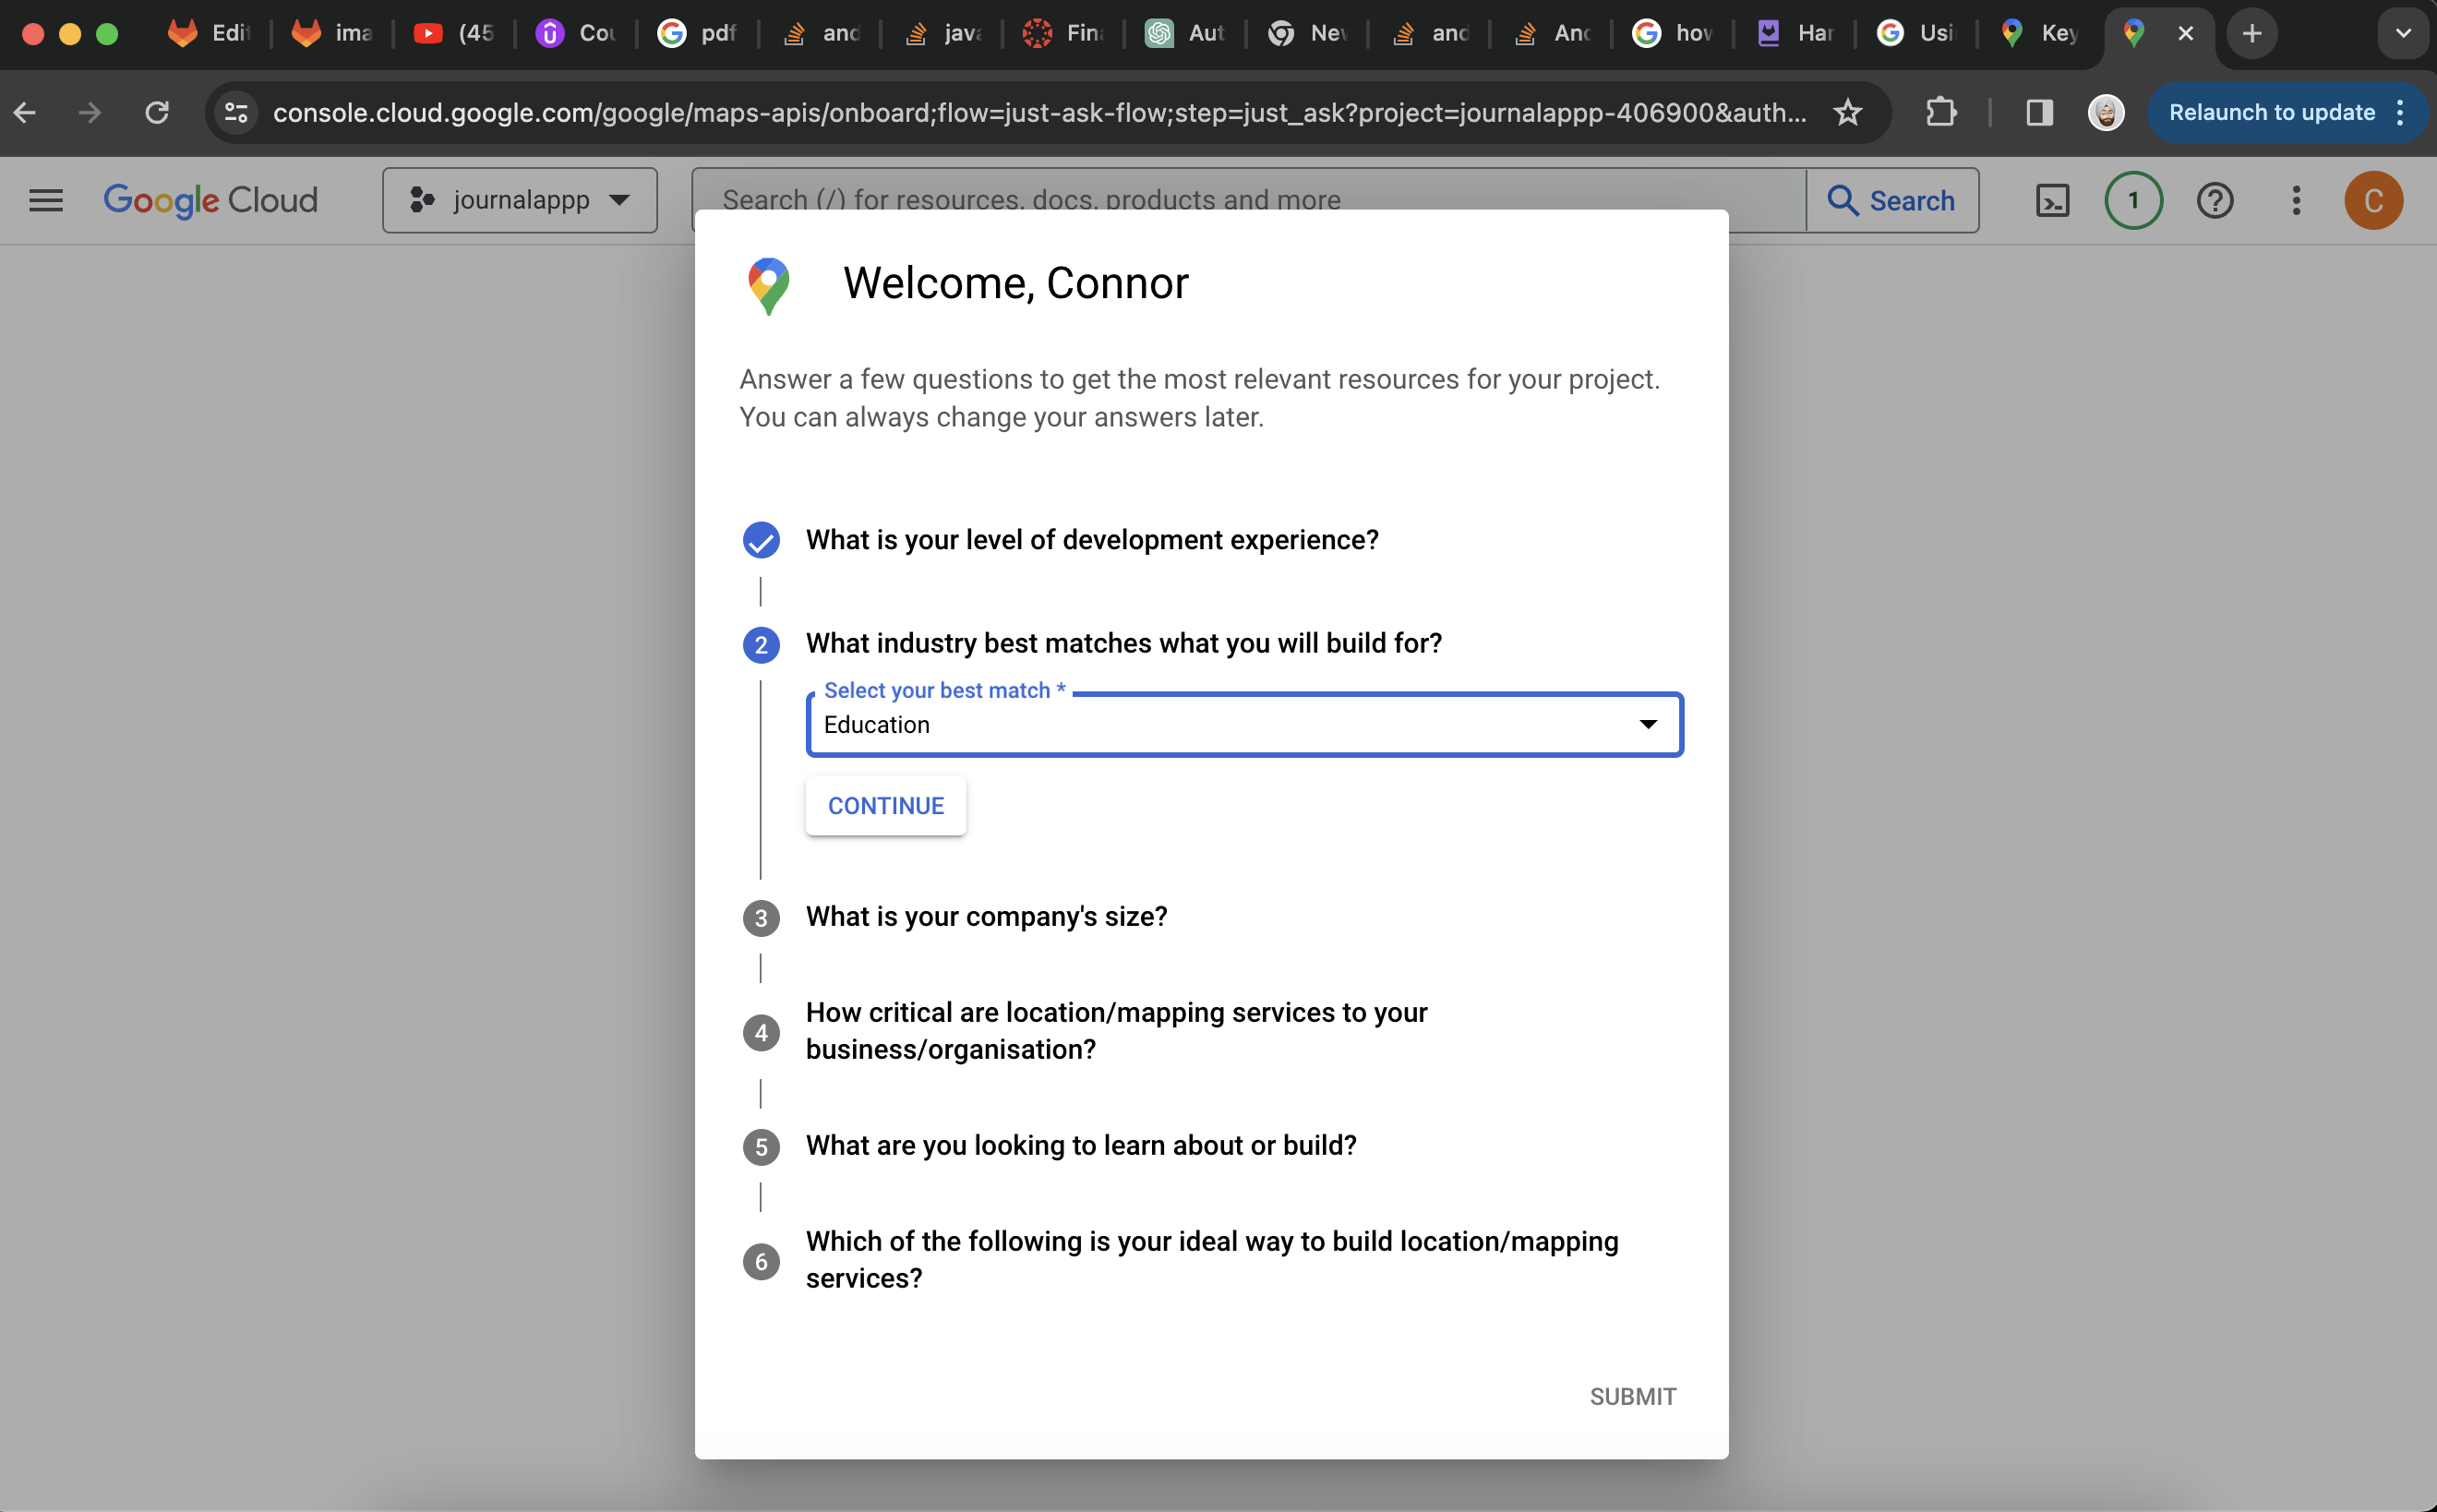 Edi
ima
(45
Cou
pdf
and
java
Fina
Aut
Nev
and
And
how
Har
Usi
Key
console.cloud.google.com/google/maps-apis/onboard;flow=just-ask-flow;step=just_ask?project=journalappp-406900&auth...
Relaunch to update
Google Cloud
journalappp
Search (/) for resources, docs, products and more
Search
1
C
Welcome, Connor
Answer a few questions to get the most relevant resources for your project.
You can always change your answers later.
What is your level of development experience?
2 What industry best matches what you will build for?
Select your best match *
Education
CONTINUE
3 What is your company's size?
How critical are location/mapping services to your
4
business/organisation?
5 What are you looking to learn about or build?
Which of the following is your ideal way to build location/mapping
6
services?
SUBMIT